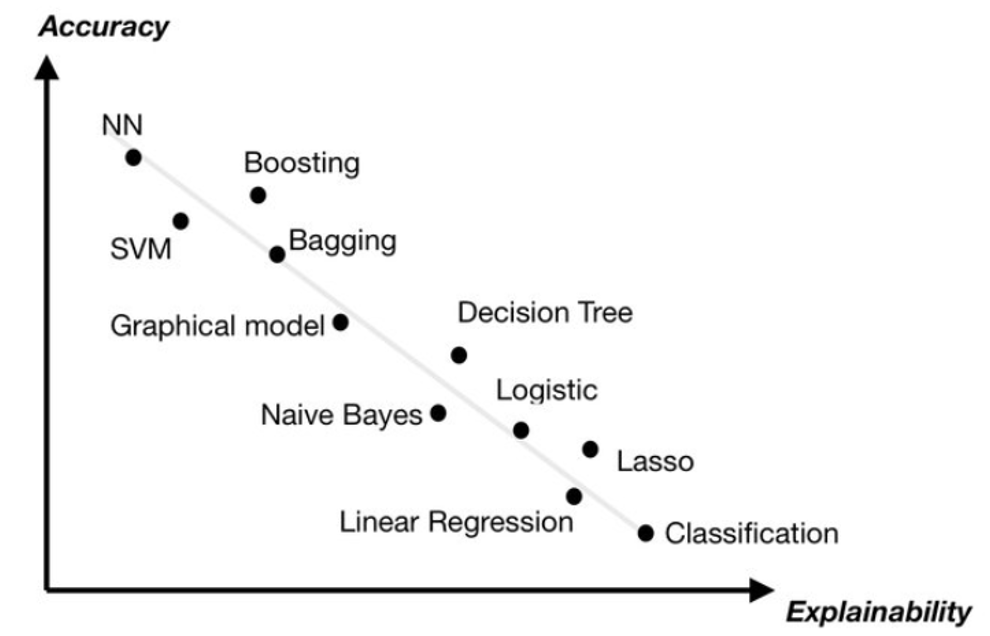 Accuracy
NN
Boosting
SVM
Bagging
Graphical model
Decision Tree
Logistic
Naive Bayes
Lasso
Linear Regression
Classification
Explainability